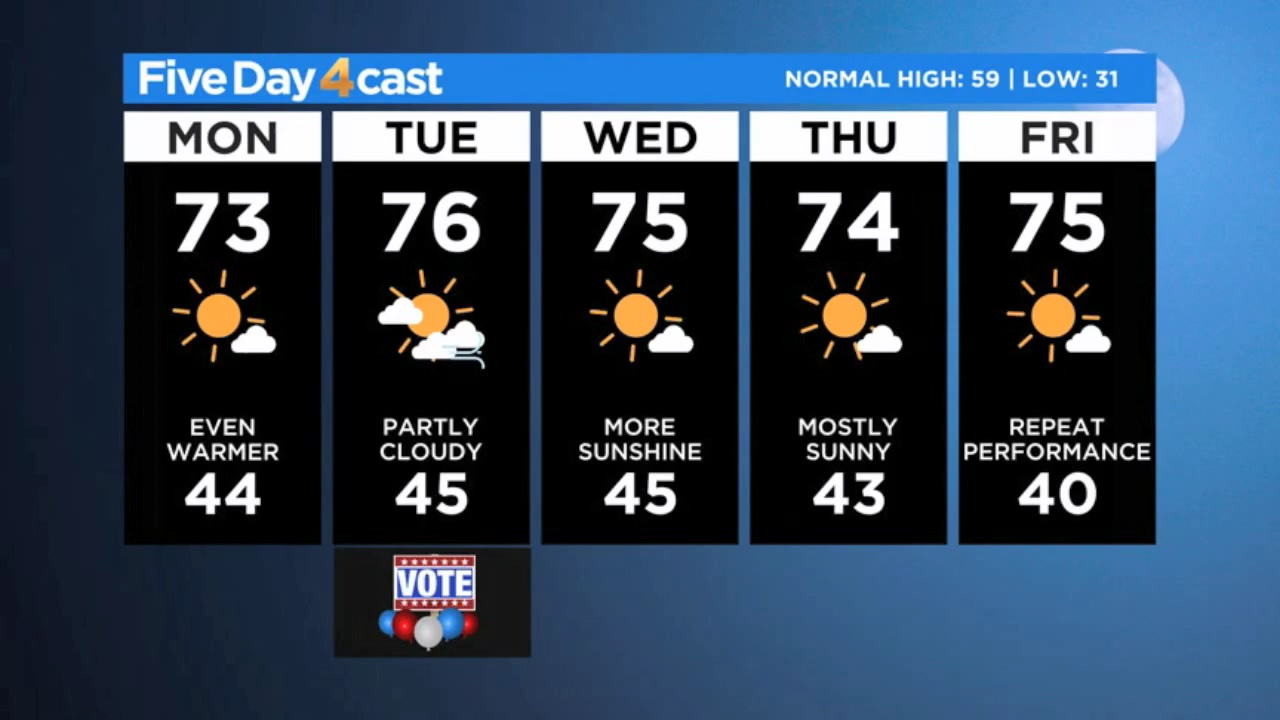 Five Day 4cast
NORMAL HIGH: 59 | LOW: 31
MON
73
EVEN
WARMER
44
TUE
76
PARTLY
CLOUDY
45
VOTE
WED
75
MORE
SUNSHINE
45
THU
74
MOSTLY
SUNNY
43
FRI
75
REPEAT
PERFORMANCE
40